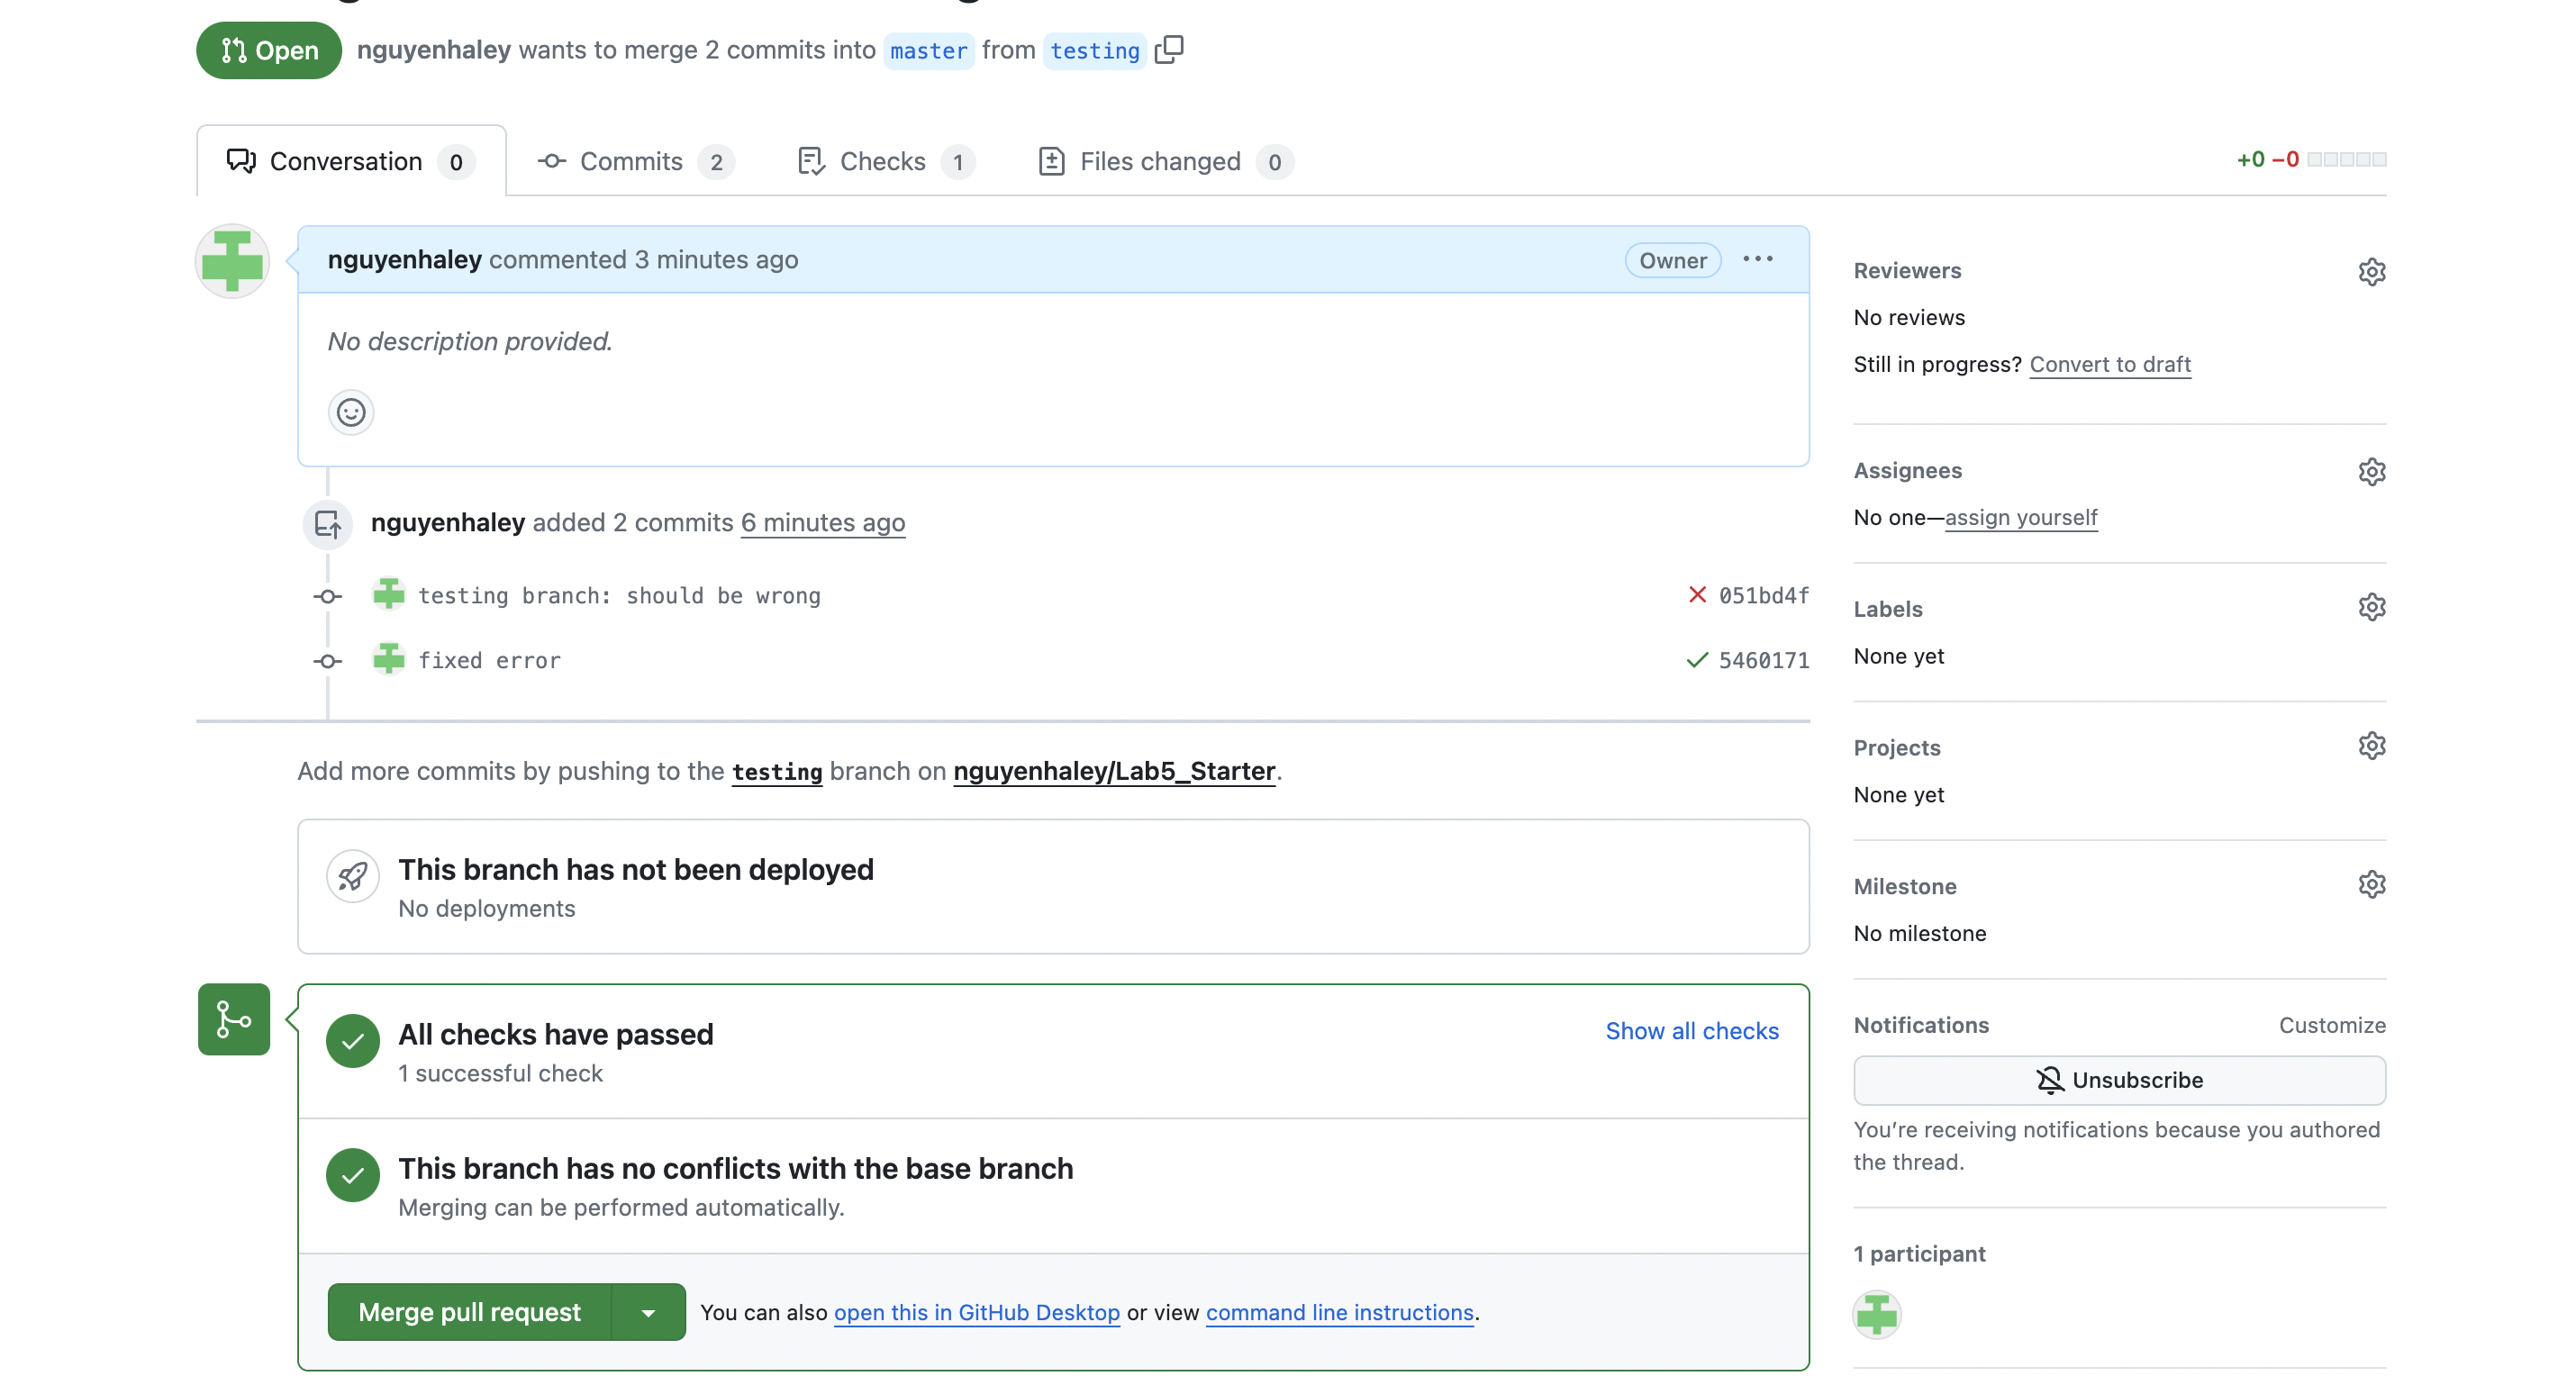 Open nguyenhaley wants to merge 2 commits into master from testing
Conversation 0 Commits 2 Checks 1 Files changed 0 +0 −0
nguyenhaley commented 3 minutes ago Owner
No description provided.
nguyenhaley added 2 commits 6 minutes ago
testing branch: should be wrong 051bd4f
fixed error 5460171
Add more commits by pushing to the testing branch on nguyenhaley/Lab5_Starter.
This branch has not been deployed
No deployments
All checks have passed Show all checks
1 successful check
This branch has no conflicts with the base branch
Merging can be performed automatically.
Merge pull request You can also open this in GitHub Desktop or view command line instructions.
Reviewers
No reviews
Still in progress? Convert to draft
Assignees
No one—assign yourself
Labels
None yet
Projects
None yet
Milestone
No milestone
Notifications Customize
Unsubscribe
You’re receiving notifications because you authored
the thread.
1 participant